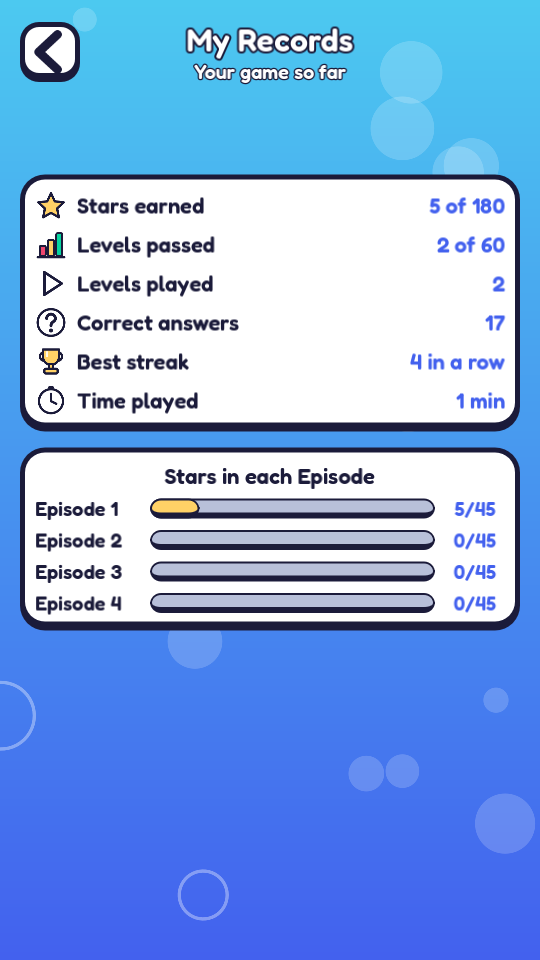 My Records
Your game so far
Stars earned 5 of 180
Levels passed 2 of 60
Levels played 2
Correct answers 17
Best streak 4 in a row
Time played 1 min
Stars in each Episode
Episode 1 5/45
Episode 2 0/45
Episode 3 0/45
Episode 4 0/45